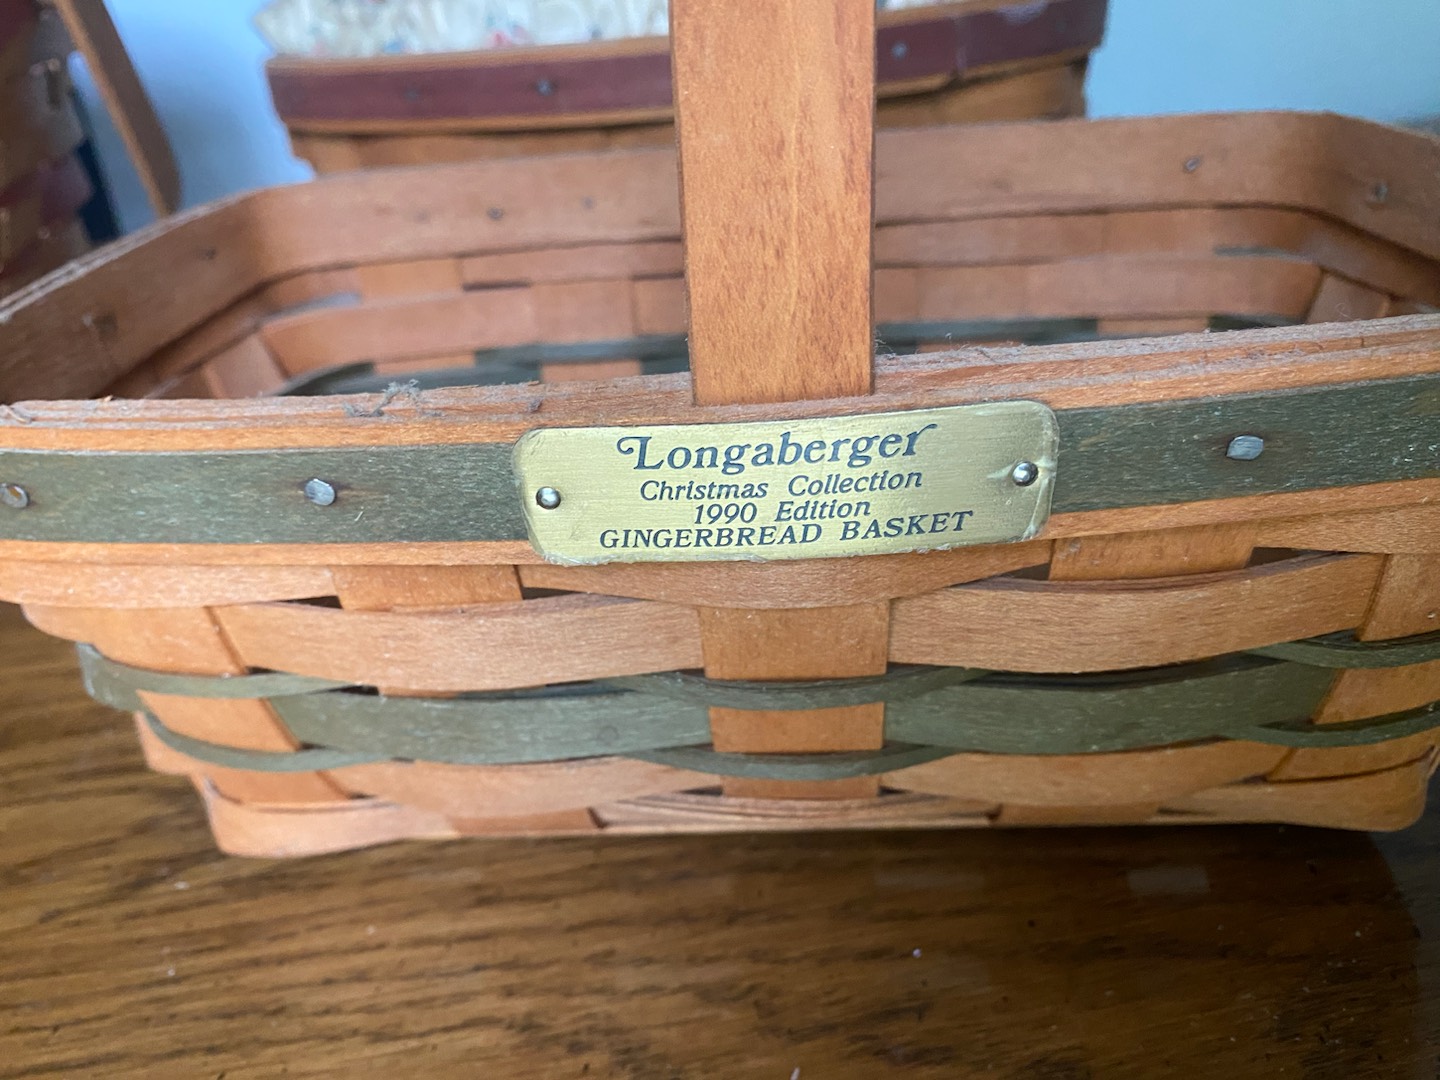 Longaberger
Christmas Collection
1990 Edition
GINGERBREAD BASKET